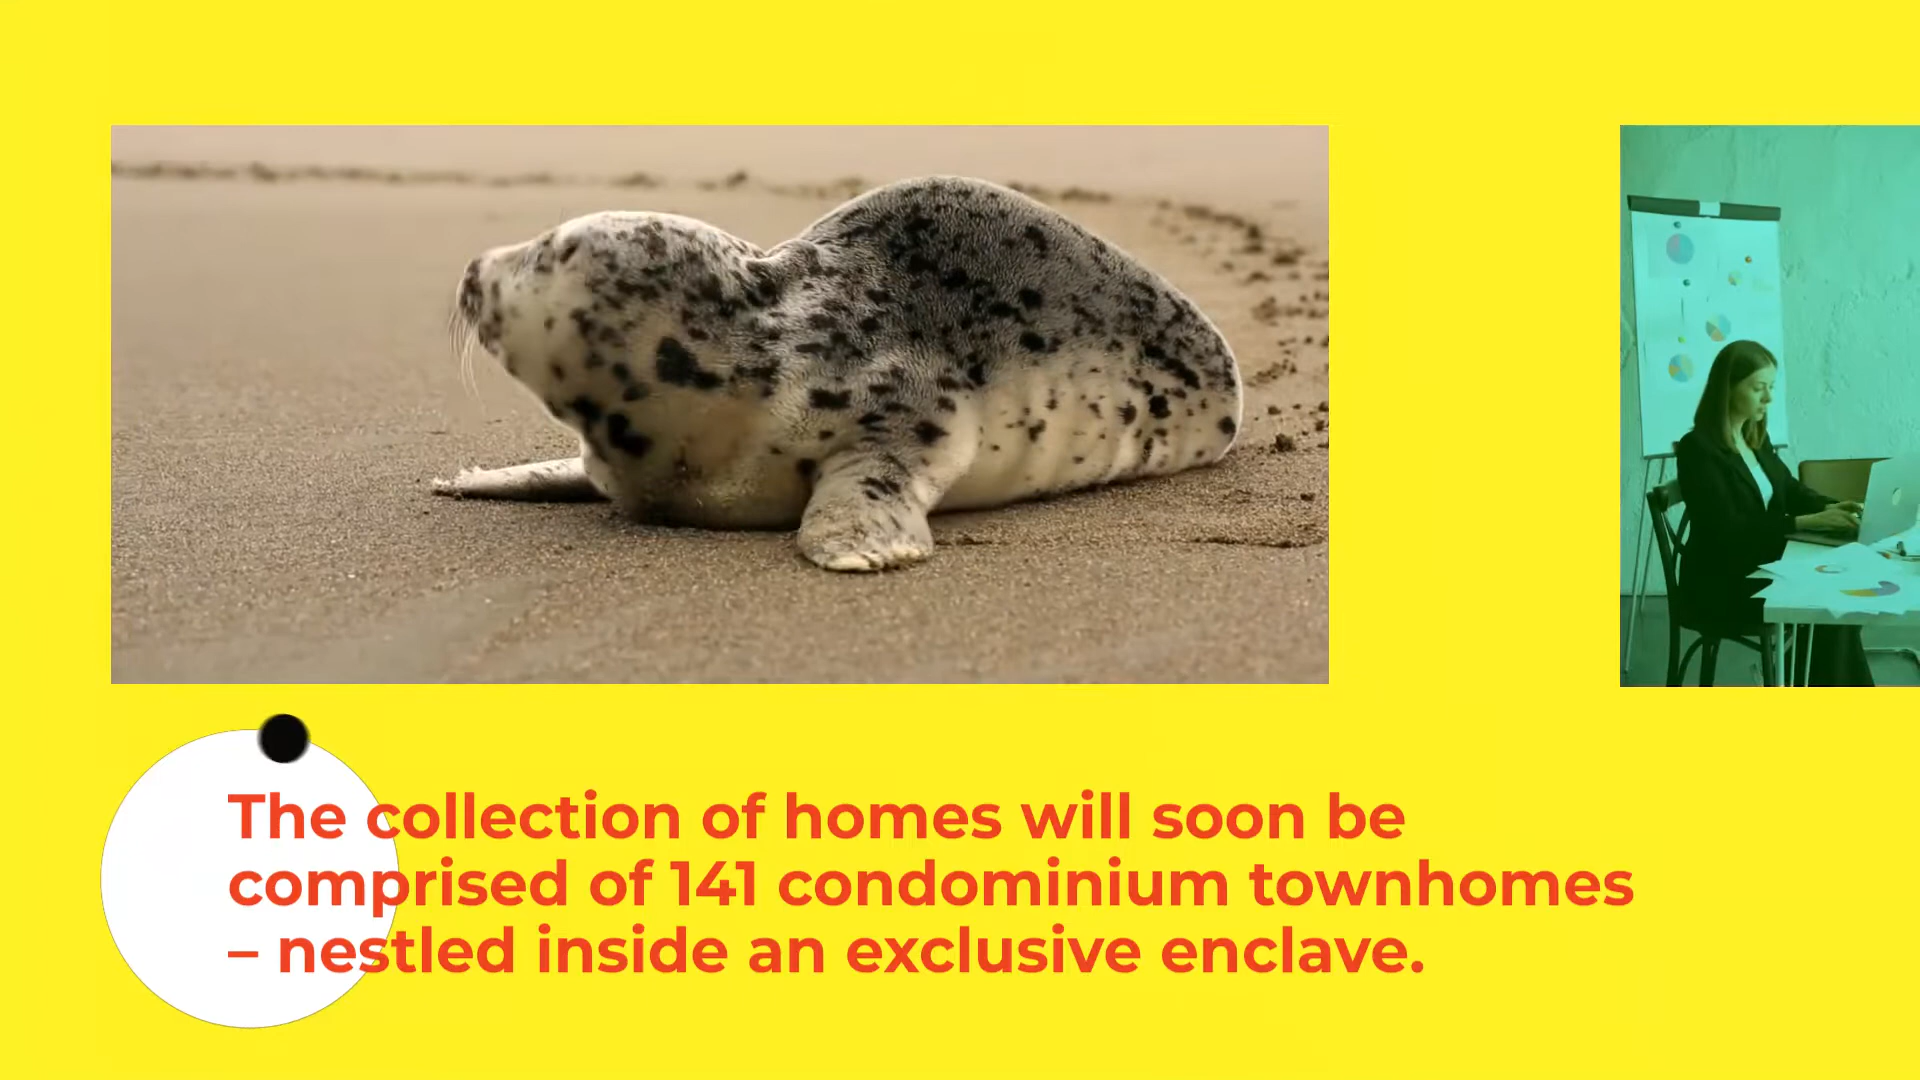 The collection of homes will soon be
comprised of 141 condominium townhomes
– nestled inside an exclusive enclave.